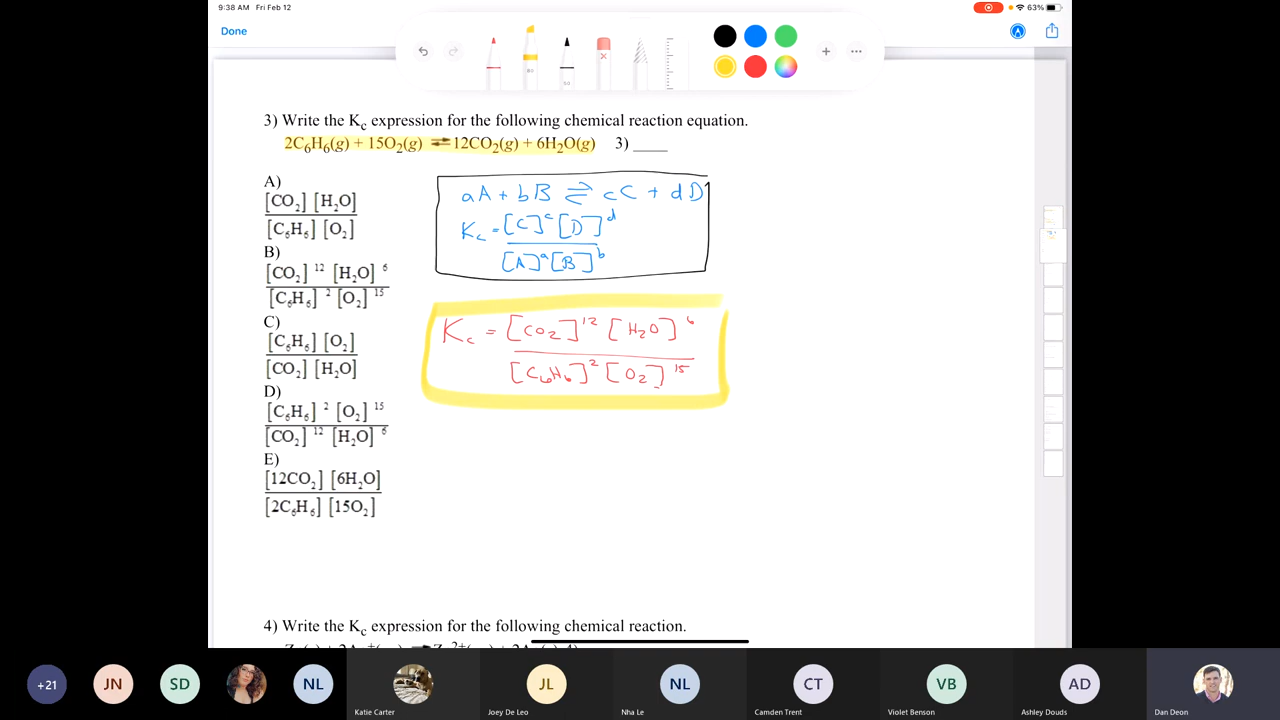 9:38 AM Fri Feb 12
63%
Done
3) Write the Kc expression for the following chemical reaction equation.
2C₆H₆(g) + 15O₂(g) ⇌ 12CO₂(g) + 6H₂O(g) 3) ____
A)
[CO₂] [H₂O]
[C₆H₆] [O₂]
B)
[CO₂] ¹² [H₂O] ⁶
[C₆H₆] ² [O₂] ¹⁵
C)
[C₆H₆] [O₂]
[CO₂] [H₂O]
D)
[C₆H₆] ² [O₂] ¹⁵
[CO₂] ¹² [H₂O] ⁶
E)
[12CO₂] [6H₂O]
[2C₆H₆] [15O₂]
aA + bB ⇌ cC + dD
Kc = [C]ᶜ [D]ᵈ
[A]ᵃ [B]ᵇ
Kc = [CO₂]¹² [H₂O]⁶
[C₆H₆]² [O₂]¹⁵
4) Write the Kc expression for the following chemical reaction.
+21
JN
SD
NL
Katie Carter
JL
Joey De Leo
NL
Nha Le
CT
Camden Trent
VB
Violet Benson
AD
Ashley Douds
Dan Deon